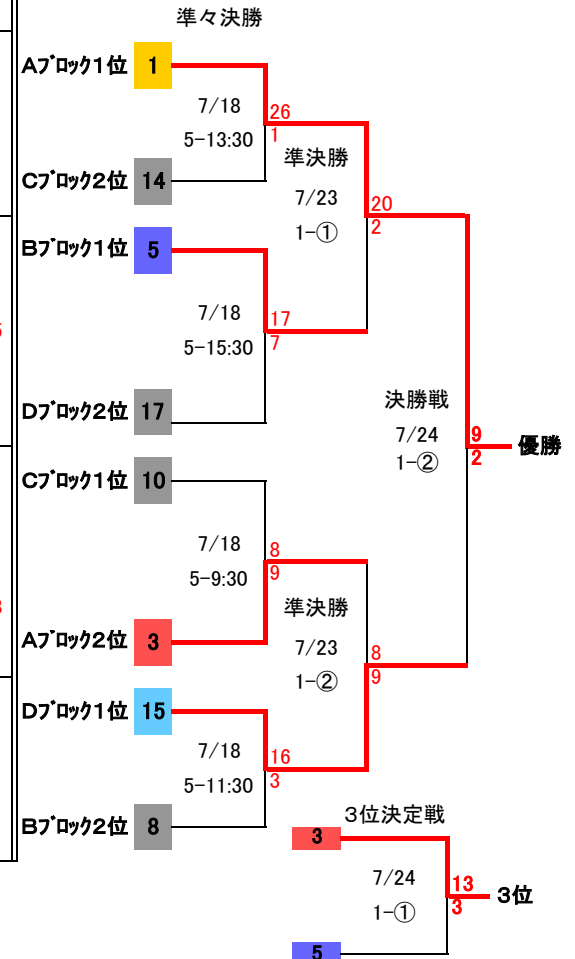 準々決勝
Aブロック1位 1
7/18
5-13:30
26
1
Cブロック2位 14
準決勝
7/23
1-①
20
2
Bブロック1位 5
7/18
5-15:30
17
7
Dブロック2位 17
決勝戦
7/24
1-②
9
2
優勝
Cブロック1位 10
7/18
5-9:30
8
9
Aブロック2位 3
準決勝
7/23
1-②
8
9
Dブロック1位 15
7/18
5-11:30
16
3
Bブロック2位 8
3位決定戦
3
7/24
1-①
13
3
3位
5